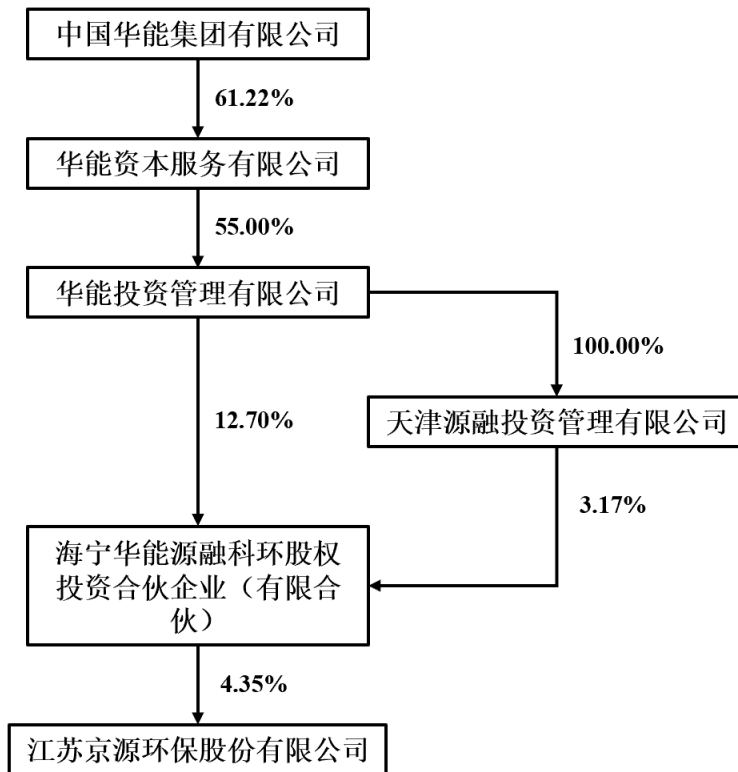 中国华能集团有限公司
61.22%
华能资本服务有限公司
55.00%
华能投资管理有限公司
100.00%
12.70%
天津源融投资管理有限公司
3.17%
海宁华能源融科环股权
投资合伙企业（有限合
伙）
4.35%
江苏京源环保股份有限公司